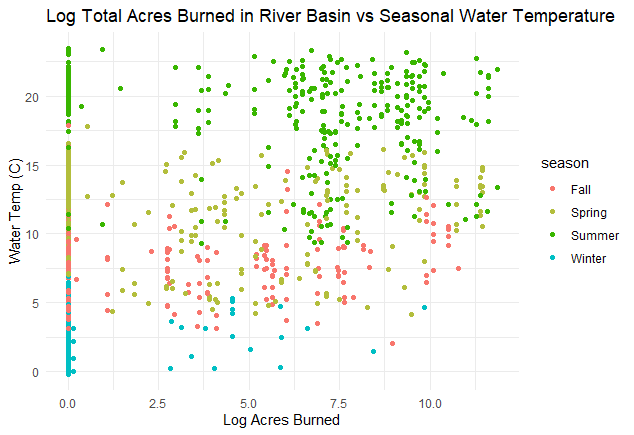 Log Total Acres Burned in River Basin vs Seasonal Water Temperature
Water Temp (C)
20
15
10
5
0
0.0 2.5 5.0 7.5 10.0
Log Acres Burned
season
Fall
Spring
Summer
Winter